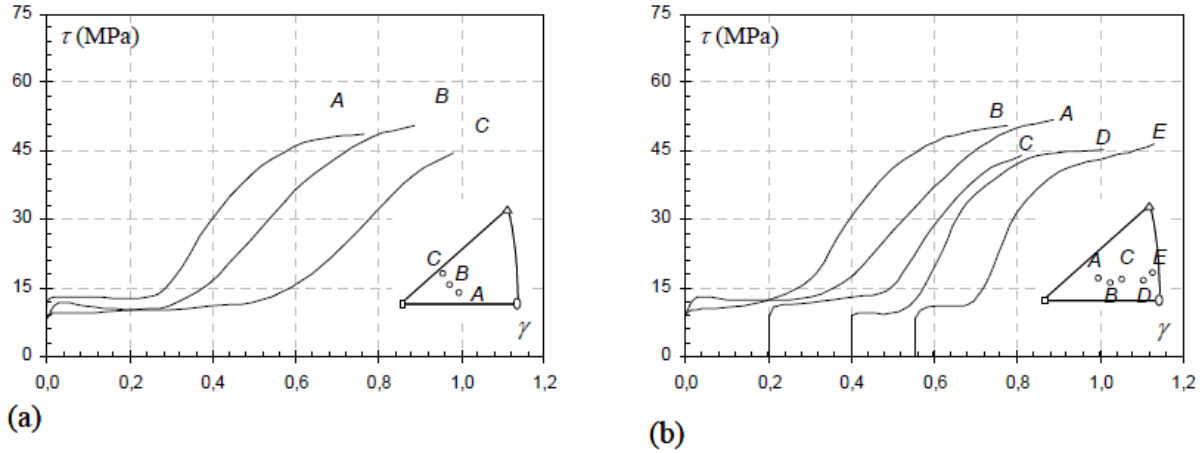 75
τ (MPa)
60
45
30
15
0
0,0 0,2 0,4 0,6 0,8 1,0 1,2
A
B
C
C
B
A
γ
(a)
75
τ (MPa)
60
45
30
15
0
0,0 0,2 0,4 0,6 0,8 1,0 1,2
B A
C D E
A C E
B D
γ
(b)